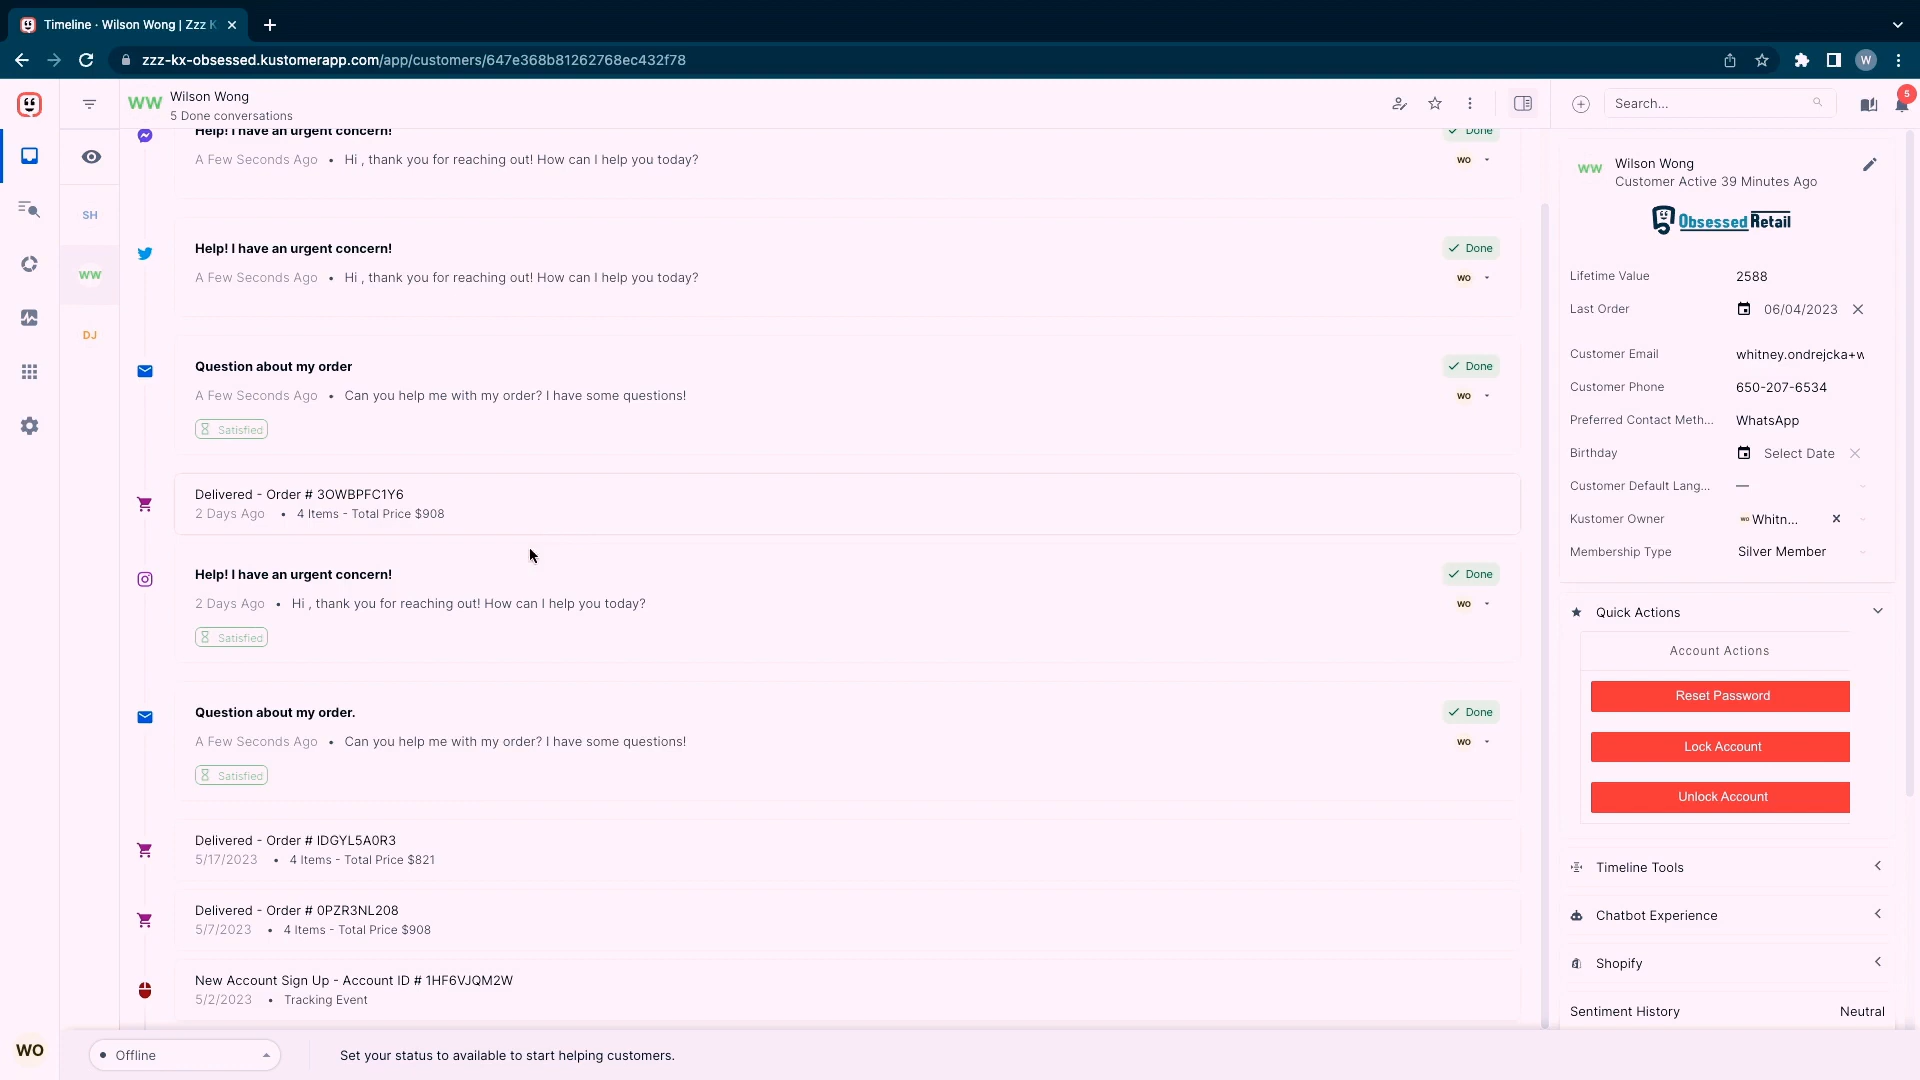 Timeline · Wilson Wong | Zzz K
zzz-kx-obsessed.kustomerapp.com/app/customers/647e368b81262768ec432f78
W
WW
Wilson Wong
5 Done conversations
Search...
5
SH
WW
DJ
Help! I have an urgent concern!
Done
A Few Seconds Ago • Hi , thank you for reaching out! How can I help you today?
WO
Help! I have an urgent concern!
Done
A Few Seconds Ago • Hi , thank you for reaching out! How can I help you today?
WO
Question about my order
Done
A Few Seconds Ago • Can you help me with my order? I have some questions!
WO
Satisfied
Delivered - Order # 3OWBPFC1Y6
2 Days Ago • 4 Items - Total Price $908
Help! I have an urgent concern!
Done
2 Days Ago • Hi , thank you for reaching out! How can I help you today?
WO
Satisfied
Question about my order.
Done
A Few Seconds Ago • Can you help me with my order? I have some questions!
WO
Satisfied
Delivered - Order # IDGYL5A0R3
5/17/2023 • 4 Items - Total Price $821
Delivered - Order # 0PZR3NL208
5/7/2023 • 4 Items - Total Price $908
New Account Sign Up - Account ID # 1HF6VJQM2W
5/2/2023 • Tracking Event
WW
Wilson Wong
Customer Active 39 Minutes Ago
Obsessed Retail
Lifetime Value 2588
Last Order 06/04/2023
Customer Email whitney.ondrejcka+w
Customer Phone 650-207-6534
Preferred Contact Meth... WhatsApp
Birthday Select Date
Customer Default Lang... —
Kustomer Owner WO Whitn...
Membership Type Silver Member
Quick Actions
Account Actions
Reset Password
Lock Account
Unlock Account
Timeline Tools
Chatbot Experience
Shopify
Sentiment History Neutral
WO
Offline
Set your status to available to start helping customers.